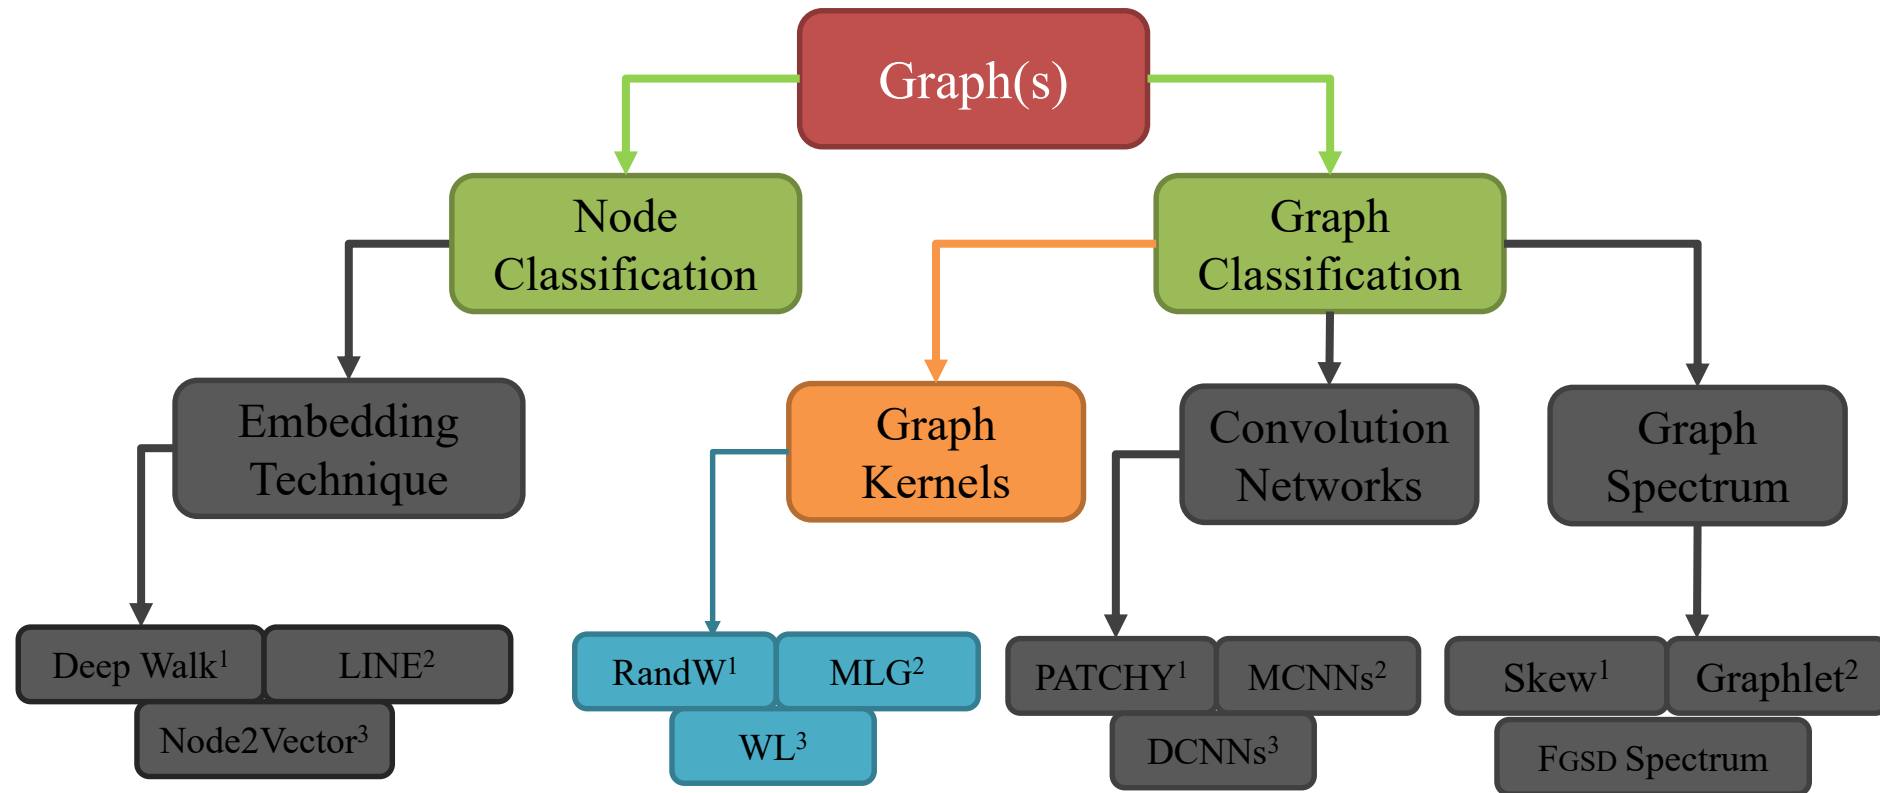 Graph(s)
Node
Classification
Graph
Classification
Embedding
Technique
Graph
Kernels
Convolution
Networks
Graph
Spectrum
Deep Walk¹
LINE²
Node2Vector³
RandW¹
MLG²
WL³
PATCHY¹
MCNNs²
DCNNs³
Skew¹
Graphlet²
FGSD Spectrum